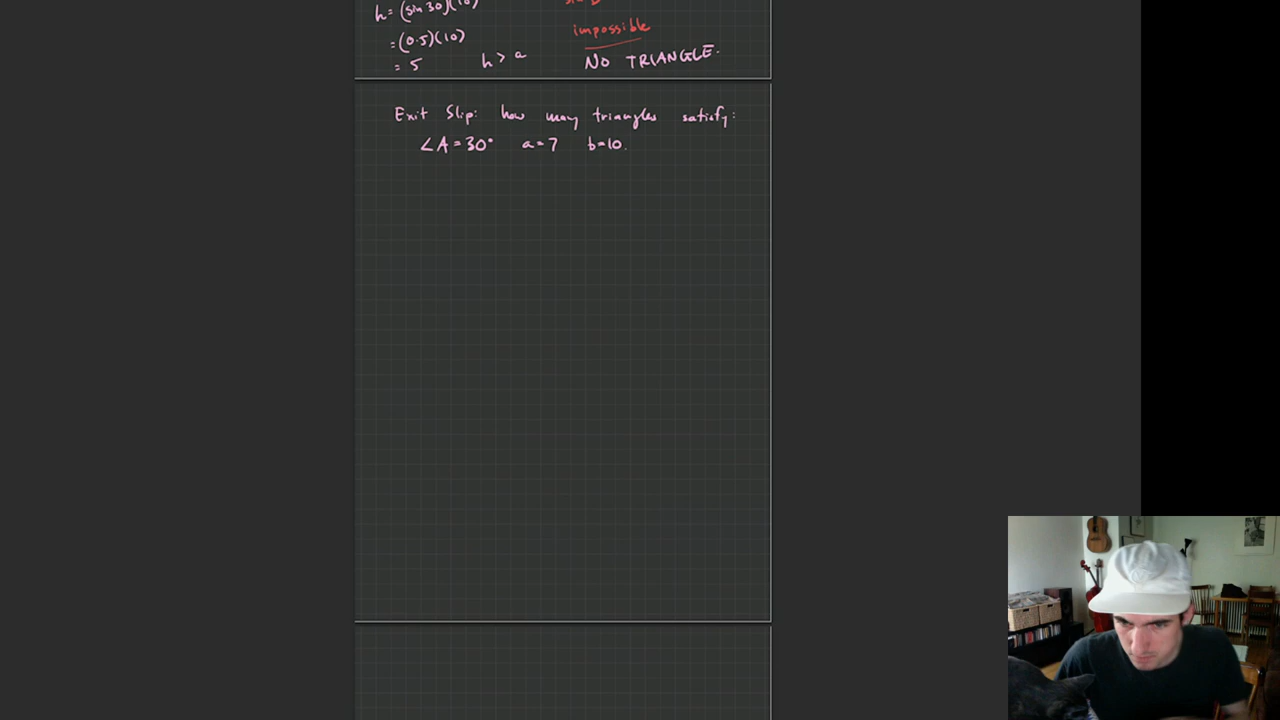 h = (sin 30)(10)
= (0.5)(10)
= 5
h > a
impossible
NO TRIANGLE.
Exit Slip: how many triangles satisfy:
∠A = 30° a = 7 b = 10.